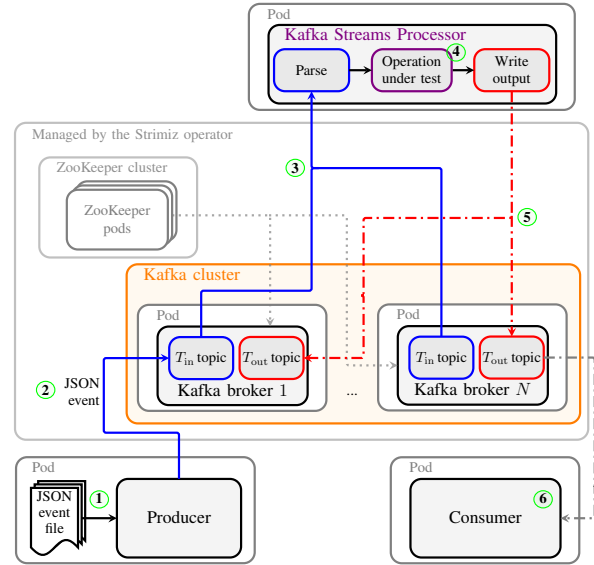 Pod
Kafka Streams Processor
4
Parse
Operation
under test
Write
output
Managed by the Strimiz operator
ZooKeeper cluster
3
ZooKeeper
pods
5
Kafka cluster
Pod
Pod
T_in topic
T_out topic
T_in topic
T_out topic
Kafka broker 1
...
Kafka broker N
2
JSON
event
Pod
Pod
1
JSON
event
file
Producer
Consumer
6